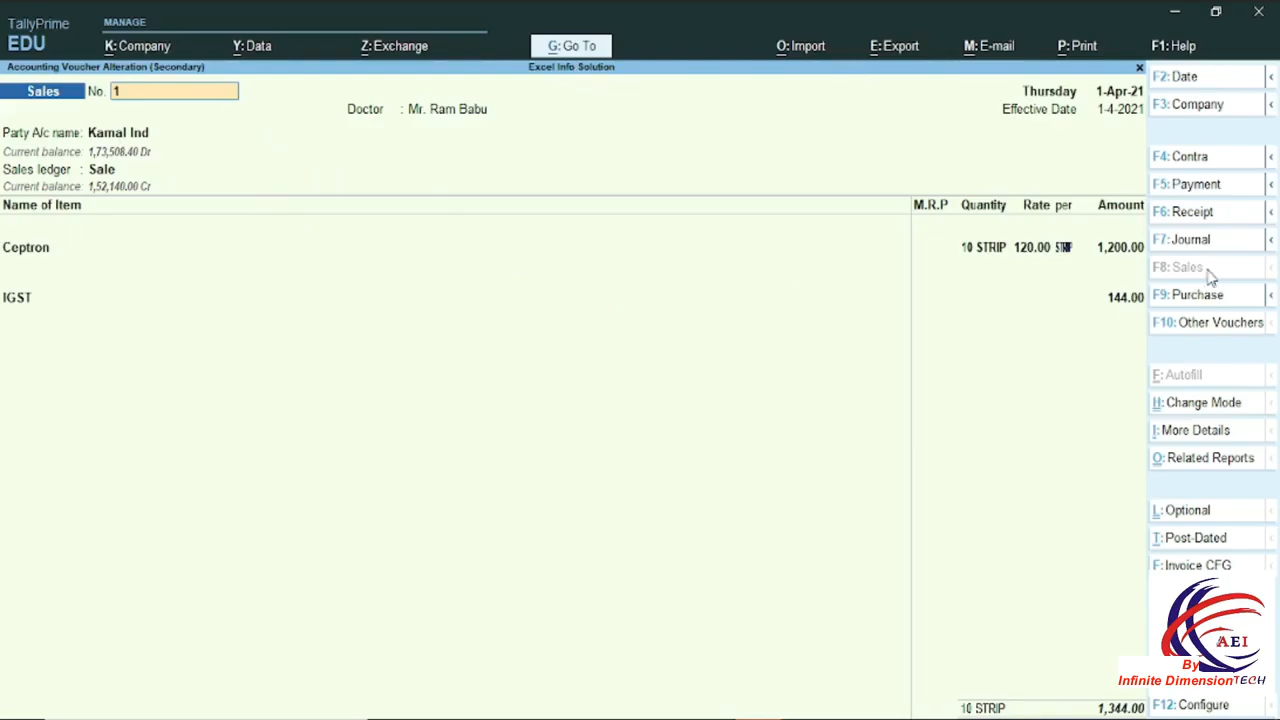 TallyPrime
EDU
MANAGE
K: Company
Y: Data
Z: Exchange
G: Go To
O: Import
E: Export
M: E-mail
P: Print
F1: Help
Accounting Voucher Alteration (Secondary)
Excel Info Solution
Sales No. 1
Thursday 1-Apr-21
Doctor : Mr. Ram Babu
Effective Date 1-4-2021
Party A/c name: Kamal Ind
Current balance: 1,73,508.40 Dr
Sales ledger : Sale
Current balance: 1,52,140.00 Cr
Name of Item M.R.P Quantity Rate per Amount
Ceptron 10 STRIP 120.00 1,200.00
IGST 144.00
10 STRIP 1,344.00
F2: Date
F3: Company
F4: Contra
F5: Payment
F6: Receipt
F7: Journal
F8: Sales
F9: Purchase
F10: Other Vouchers
F: Autofill
H: Change Mode
I: More Details
O: Related Reports
L: Optional
T: Post-Dated
F: Invoice CFG
AEI
By
Infinite Dimension TECH
F12: Configure